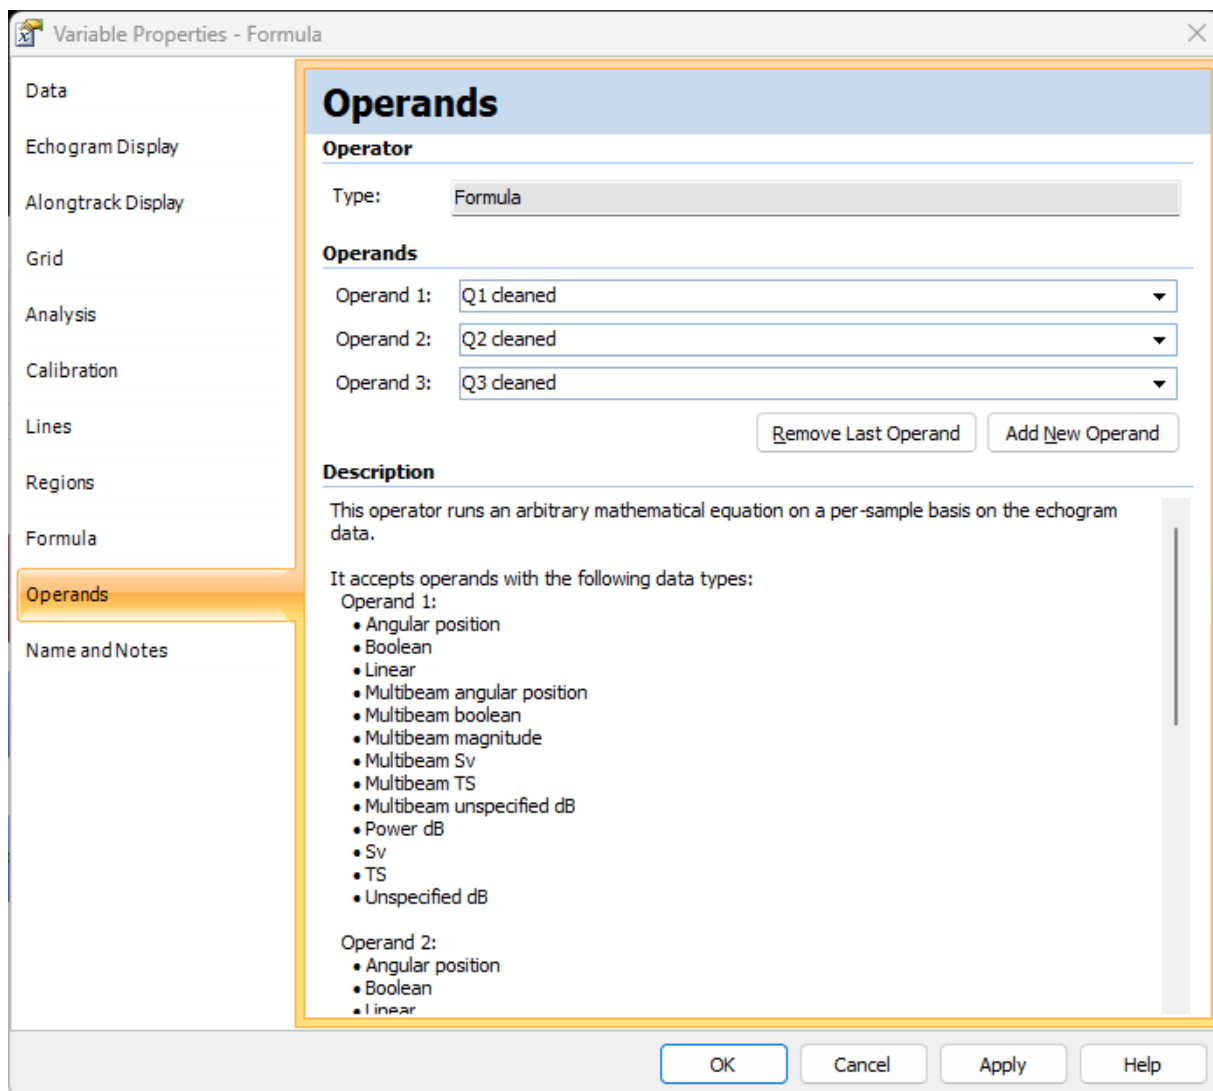 Variable Properties - Formula
Data
Echogram Display
Alongtrack Display
Grid
Analysis
Calibration
Lines
Regions
Formula
Operands
Name and Notes
Operands
Operator
Type: Formula
Operands
Operand 1: Q1 cleaned
Operand 2: Q2 cleaned
Operand 3: Q3 cleaned
Remove Last Operand Add New Operand
Description
This operator runs an arbitrary mathematical equation on a per-sample basis on the echogram
data.
It accepts operands with the following data types:
Operand 1:
• Angular position
• Boolean
• Linear
• Multibeam angular position
• Multibeam boolean
• Multibeam magnitude
• Multibeam Sv
• Multibeam TS
• Multibeam unspecified dB
• Power dB
• Sv
• TS
• Unspecified dB
Operand 2:
• Angular position
• Boolean
• Linear
OK Cancel Apply Help